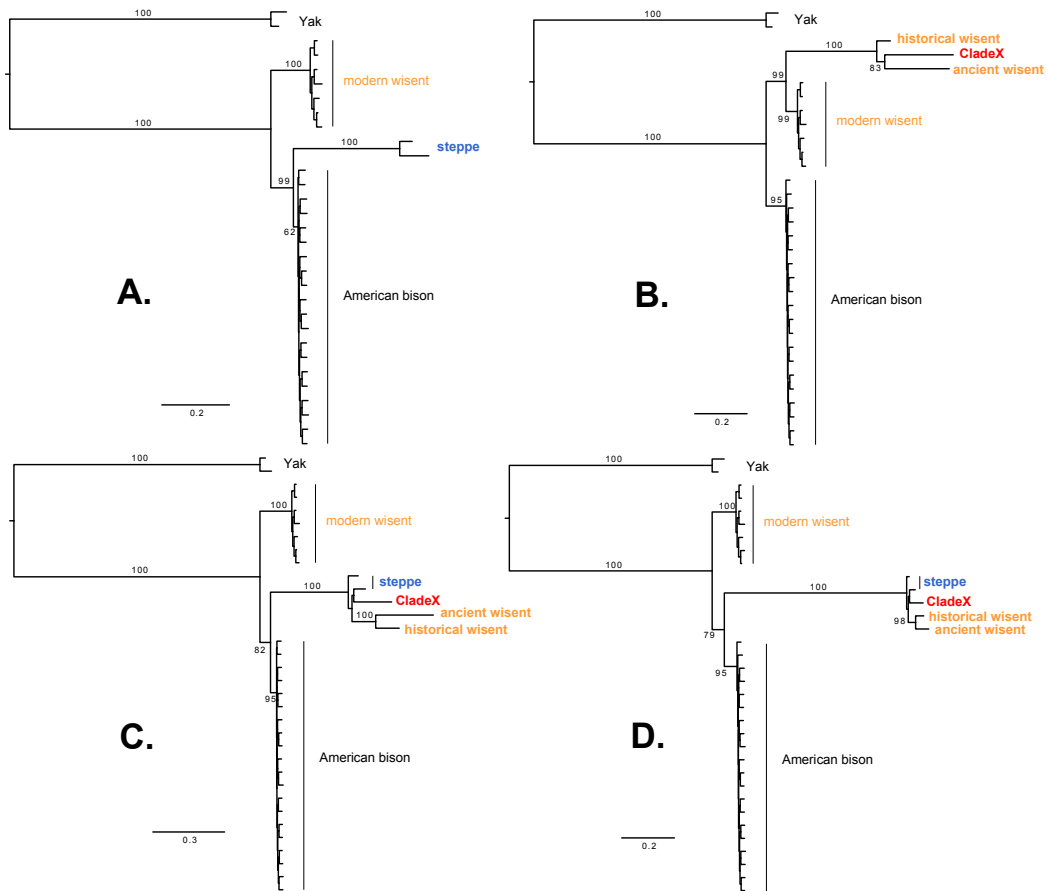 100
Yak
100
modern wisent
100
100
steppe
99
62
American bison
A.
0.2
100
Yak
historical wisent
100
CladeX
83
ancient wisent
99
99
modern wisent
100
95
American bison
B.
0.2
100
Yak
100
modern wisent
100
steppe
100
CladeX
100
ancient wisent
historical wisent
82
95
C.
American bison
0.3
100
Yak
100
modern wisent
100
steppe
100
CladeX
historical wisent
98
ancient wisent
79
95
D.
American bison
0.2